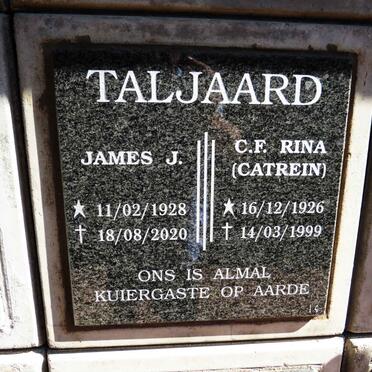 TALJAARD
JAMES J.
★ 11/02/1928
† 18/08/2020
C.F. RINA
(CATREIN)
★ 16/12/1926
† 14/03/1999
ONS IS ALMAL
KUIERGASTE OP AARDE